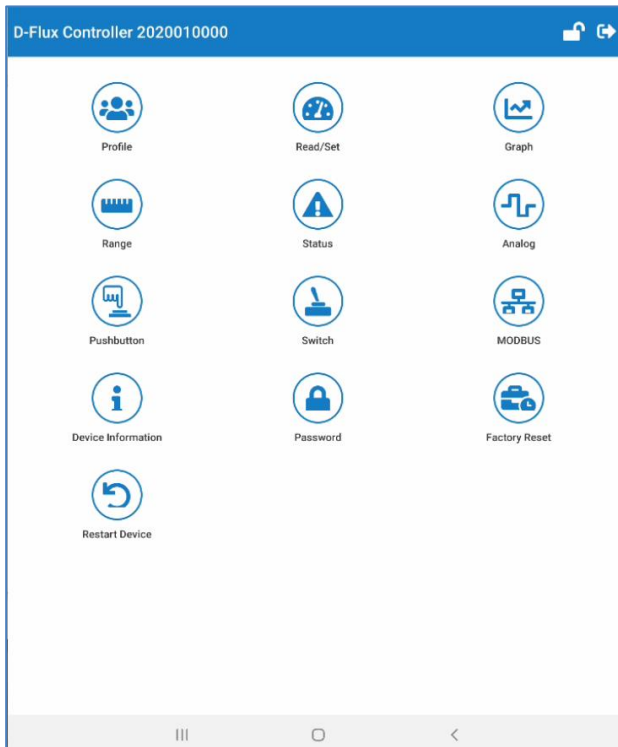 D-Flux Controller 2020010000
Profile
Read/Set
Graph
Range
Status
Analog
Pushbutton
Switch
MODBUS
Device Information
Password
Factory Reset
Restart Device